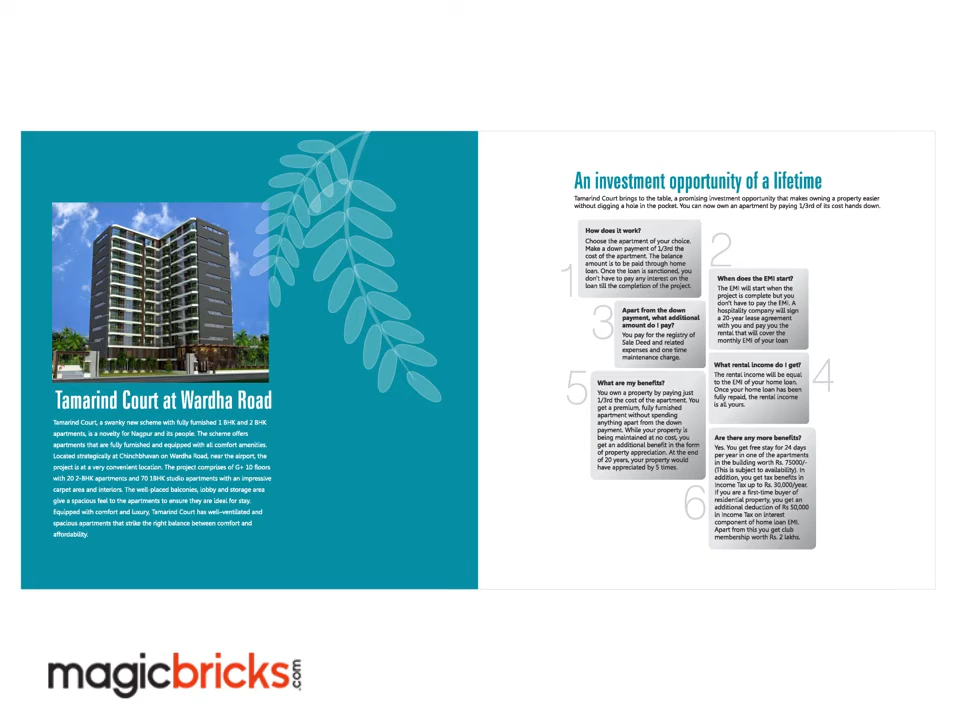 Tamarind Court at Wardha Road
Tamarind Court, a swanky new scheme with fully furnished 1 BHK and 2 BHK
apartments, is a novelty for Nagpur and its people. The scheme offers
apartments that are fully furnished and equipped with all comfort amenities.
Located strategically at Chinchbhavan on Wardha Road, near the airport, the
project is at a very convenient location. The project comprises of G+ 10 floors
with 20 2-BHK apartments and 70 1BHK studio apartments with an impressive
carpet area and interiors. The well-placed balconies, lobby and storage area
give a spacious feel to the apartments to ensure they are ideal for stay.
Equipped with comfort and luxury, Tamarind Court has well-ventilated and
spacious apartments that strike the right balance between comfort and
affordability.
An investment opportunity of a lifetime
Tamarind Court brings to the table, a promising investment opportunity that makes owning a property easier
without digging a hole in the pocket. You can now own an apartment by paying 1/3rd of its cost hands down.
1
How does it work?
Choose the apartment of your choice.
Make a down payment of 1/3rd the
cost of the apartment. The balance
amount is to be paid through home
loan. Once the loan is sanctioned, you
don't have to pay any interest on the
loan till the completion of the project.
2
When does the EMI start?
The EMI will start when the
project is complete but you
don't have to pay the EMI. A
hospitality company will sign
a 20-year lease agreement
with you and pay you the
rental that will cover the
monthly EMI of your loan
3
Apart from the down
payment, what additional
amount do I pay?
You pay for the registry of
Sale Deed and related
expenses and one time
maintenance charge.
4
What rental income do I get?
The rental income will be equal
to the EMI of your home loan.
Once your home loan has been
fully repaid, the rental income
is all yours.
5
What are my benefits?
You own a property by paying just
1/3rd the cost of the apartment. You
get a premium, fully furnished
apartment without spending
anything apart from the down
payment. While your property is
being maintained at no cost, you
get an additional benefit in the form
of property appreciation. At the end
of 20 years, your property would
have appreciated by 5 times.
6
Are there any more benefits?
Yes. You get free stay for 24 days
per year in one of the apartments
in the building worth Rs. 75000/-
(This is subject to availability). In
addition, you get tax benefits in
Income Tax up to Rs. 30,000/year.
If you are a first-time buyer of
residential property, you get an
additional deduction of Rs 50,000
in Income Tax on interest
component of home loan EMI.
Apart from this you get club
membership worth Rs. 2 lakhs.
magicbricks.com